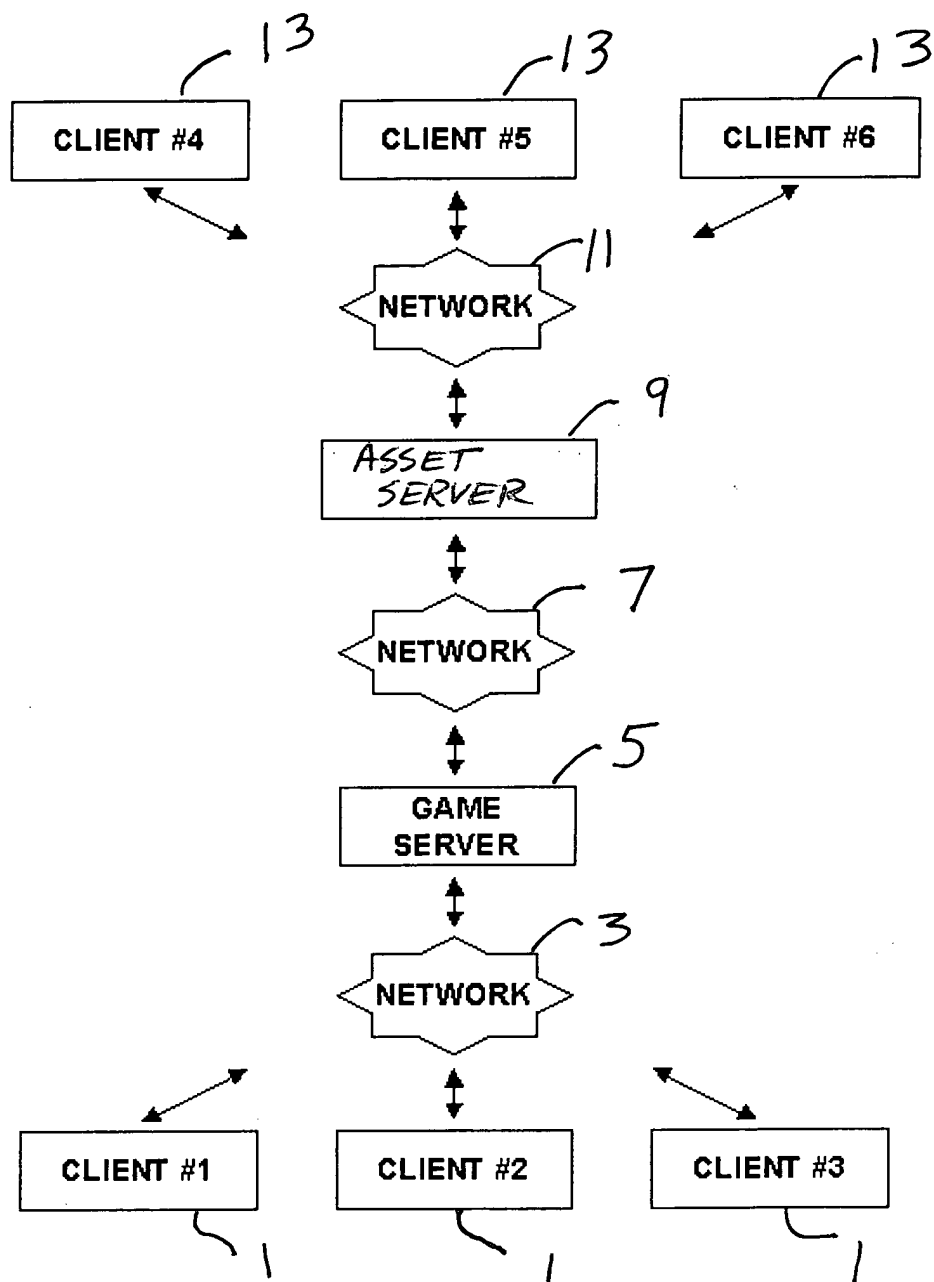 13 13 13
CLIENT #4 CLIENT #5 CLIENT #6
11
NETWORK
9
ASSET
SERVER
7
NETWORK
5
GAME
SERVER
3
NETWORK
CLIENT #1 CLIENT #2 CLIENT #3
1 1 1